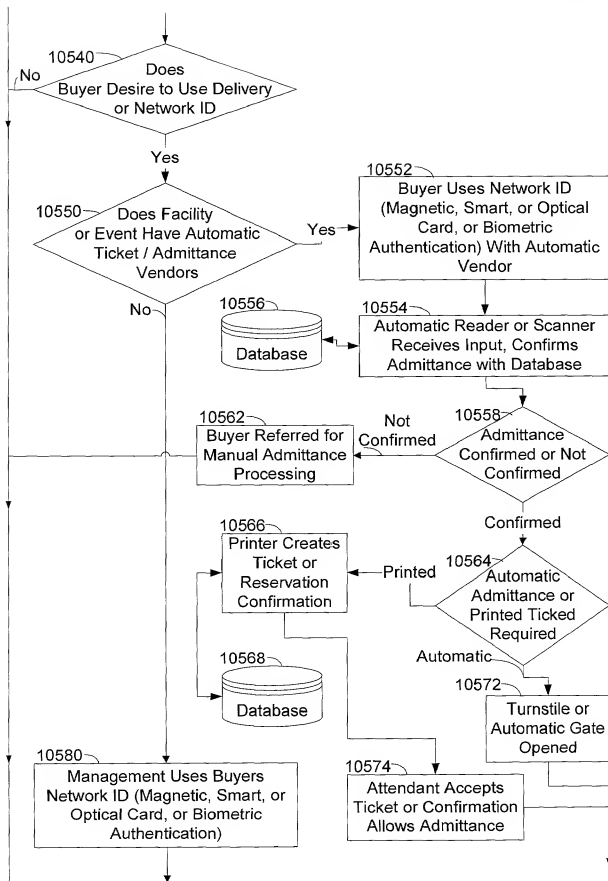 10540
No
Does
Buyer Desire to Use Delivery
or Network ID
Yes
10550
Does Facility
or Event Have Automatic
Ticket / Admittance
Vendors
Yes
No
10552
Buyer Uses Network ID
(Magnetic, Smart, or Optical
Card, or Biometric
Authentication) With Automatic
Vendor
10556
Database
10554
Automatic Reader or Scanner
Receives Input, Confirms
Admittance with Database
10562
Buyer Referred for
Manual Admittance
Processing
Not
Confirmed
10558
Admittance
Confirmed or Not
Confirmed
Confirmed
10566
Printer Creates
Ticket or
Reservation
Confirmation
Printed
10564
Automatic
Admittance or
Printed Ticked
Required
Automatic
10568
Database
10572
Turnstile or
Automatic Gate
Opened
10580
Management Uses Buyers
Network ID (Magnetic, Smart, or
Optical Card, or Biometric
Authentication)
10574
Attendant Accepts
Ticket or Confirmation
Allows Admittance